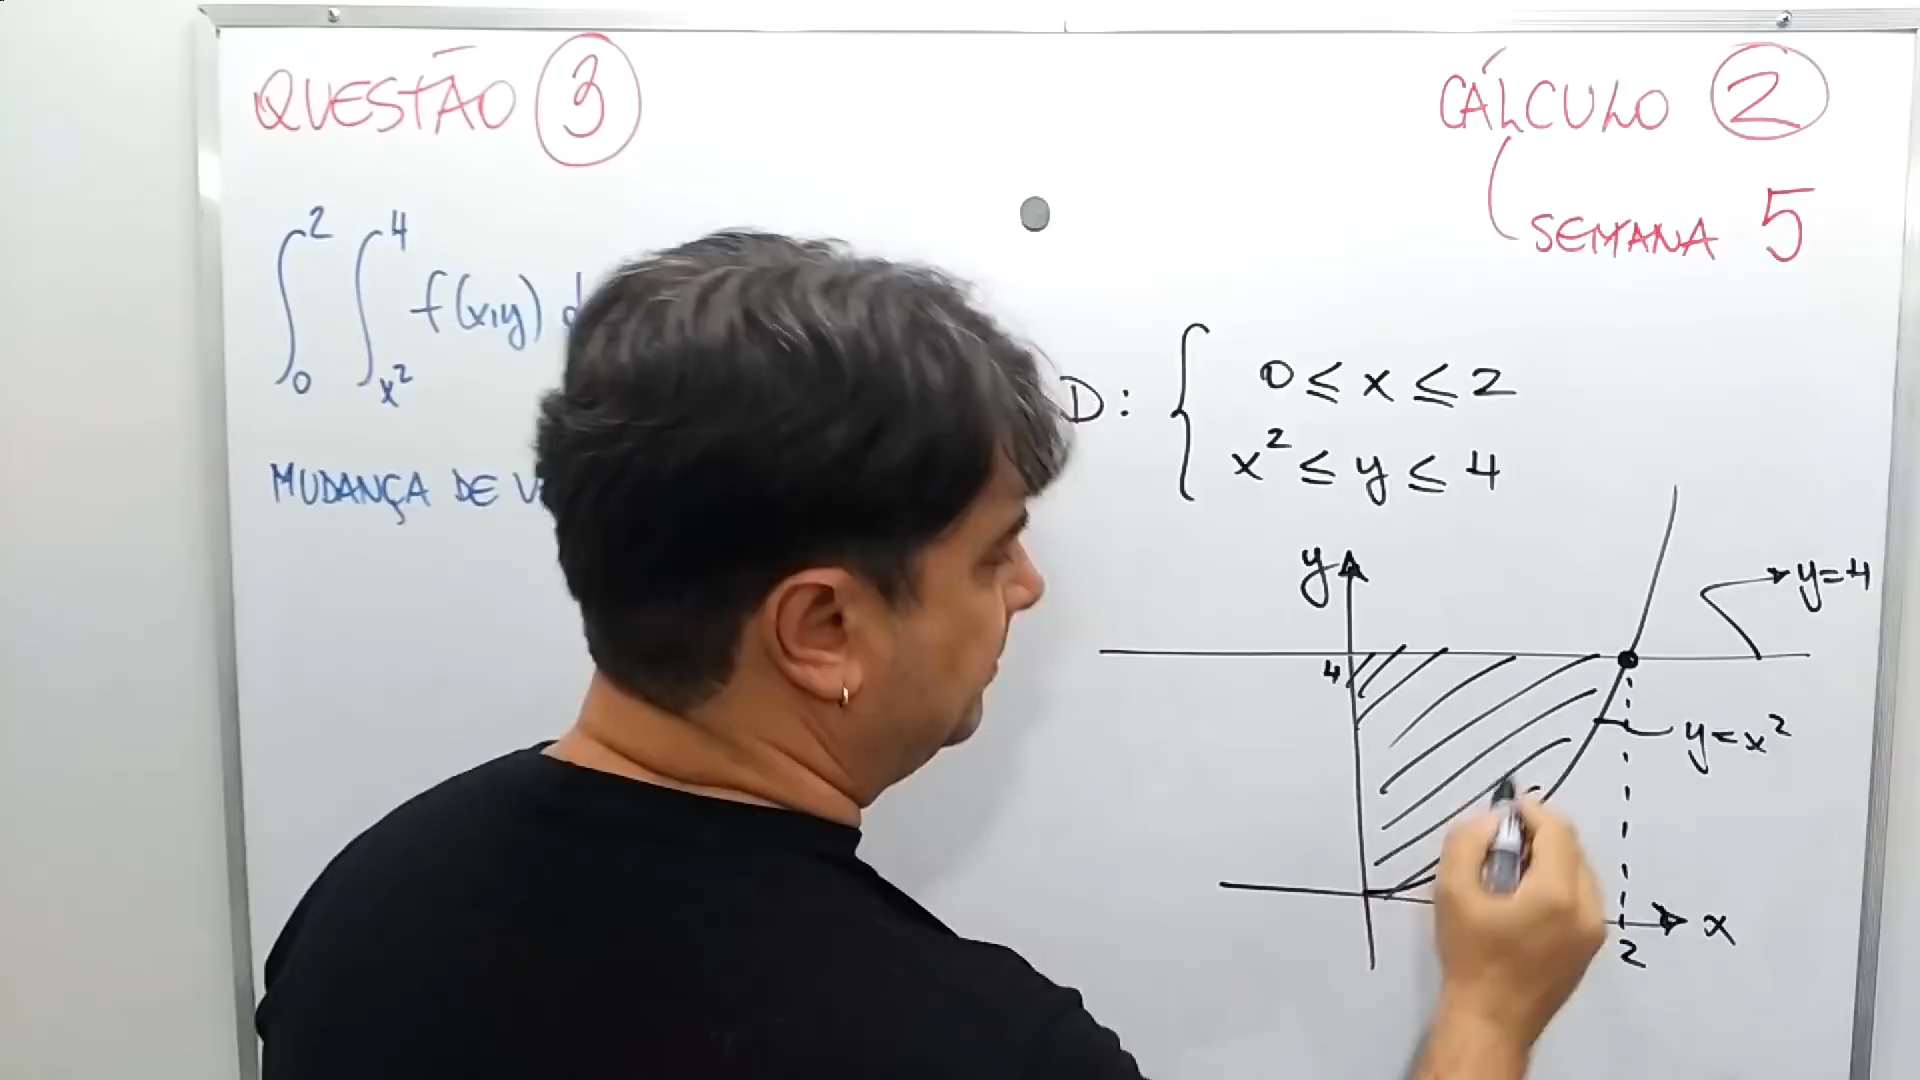 QUESTÃO 3
CÁLCULO 2
SEMANA 5
∫₀² ∫ₓ²⁴ f(x,y) d
MUDANÇA DE V
D: { 0 ≤ x ≤ 2
x² ≤ y ≤ 4
y
y=4
4
y=x²
x
2